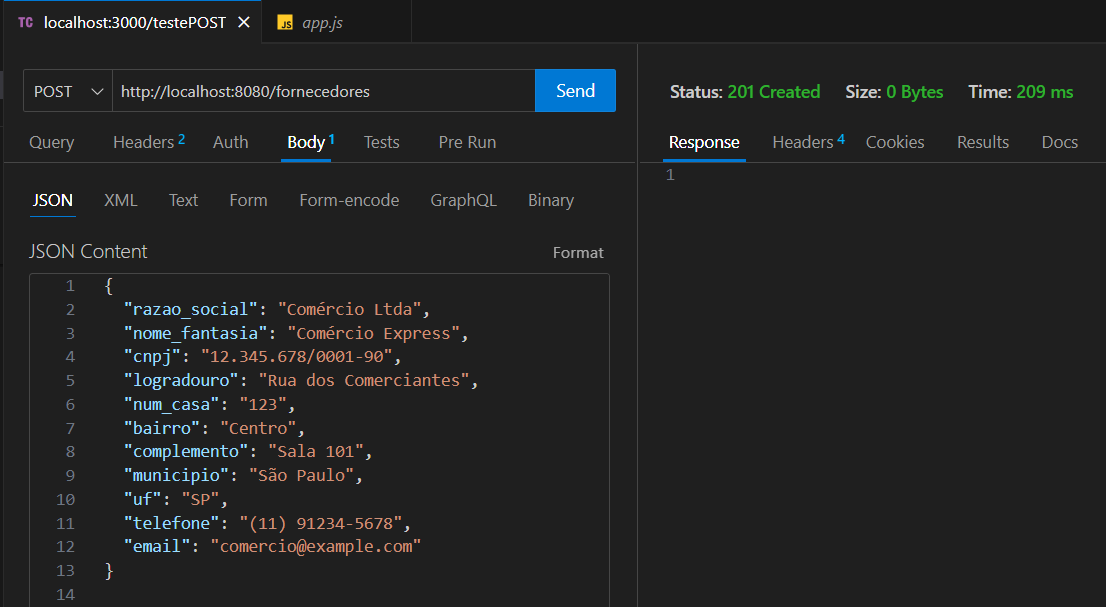 TC localhost:3000/testePOST × JS app.js
POST http://localhost:8080/fornecedores Send
Status: 201 Created Size: 0 Bytes Time: 209 ms
Query Headers 2 Auth Body 1 Tests Pre Run
Response Headers 4 Cookies Results Docs
1
JSON XML Text Form Form-encode GraphQL Binary
JSON Content Format
1 {
2 "razao_social": "Comércio Ltda",
3 "nome_fantasia": "Comércio Express",
4 "cnpj": "12.345.678/0001-90",
5 "logradouro": "Rua dos Comerciantes",
6 "num_casa": "123",
7 "bairro": "Centro",
8 "complemento": "Sala 101",
9 "municipio": "São Paulo",
10 "uf": "SP",
11 "telefone": "(11) 91234-5678",
12 "email": "comercio@example.com"
13 }
14